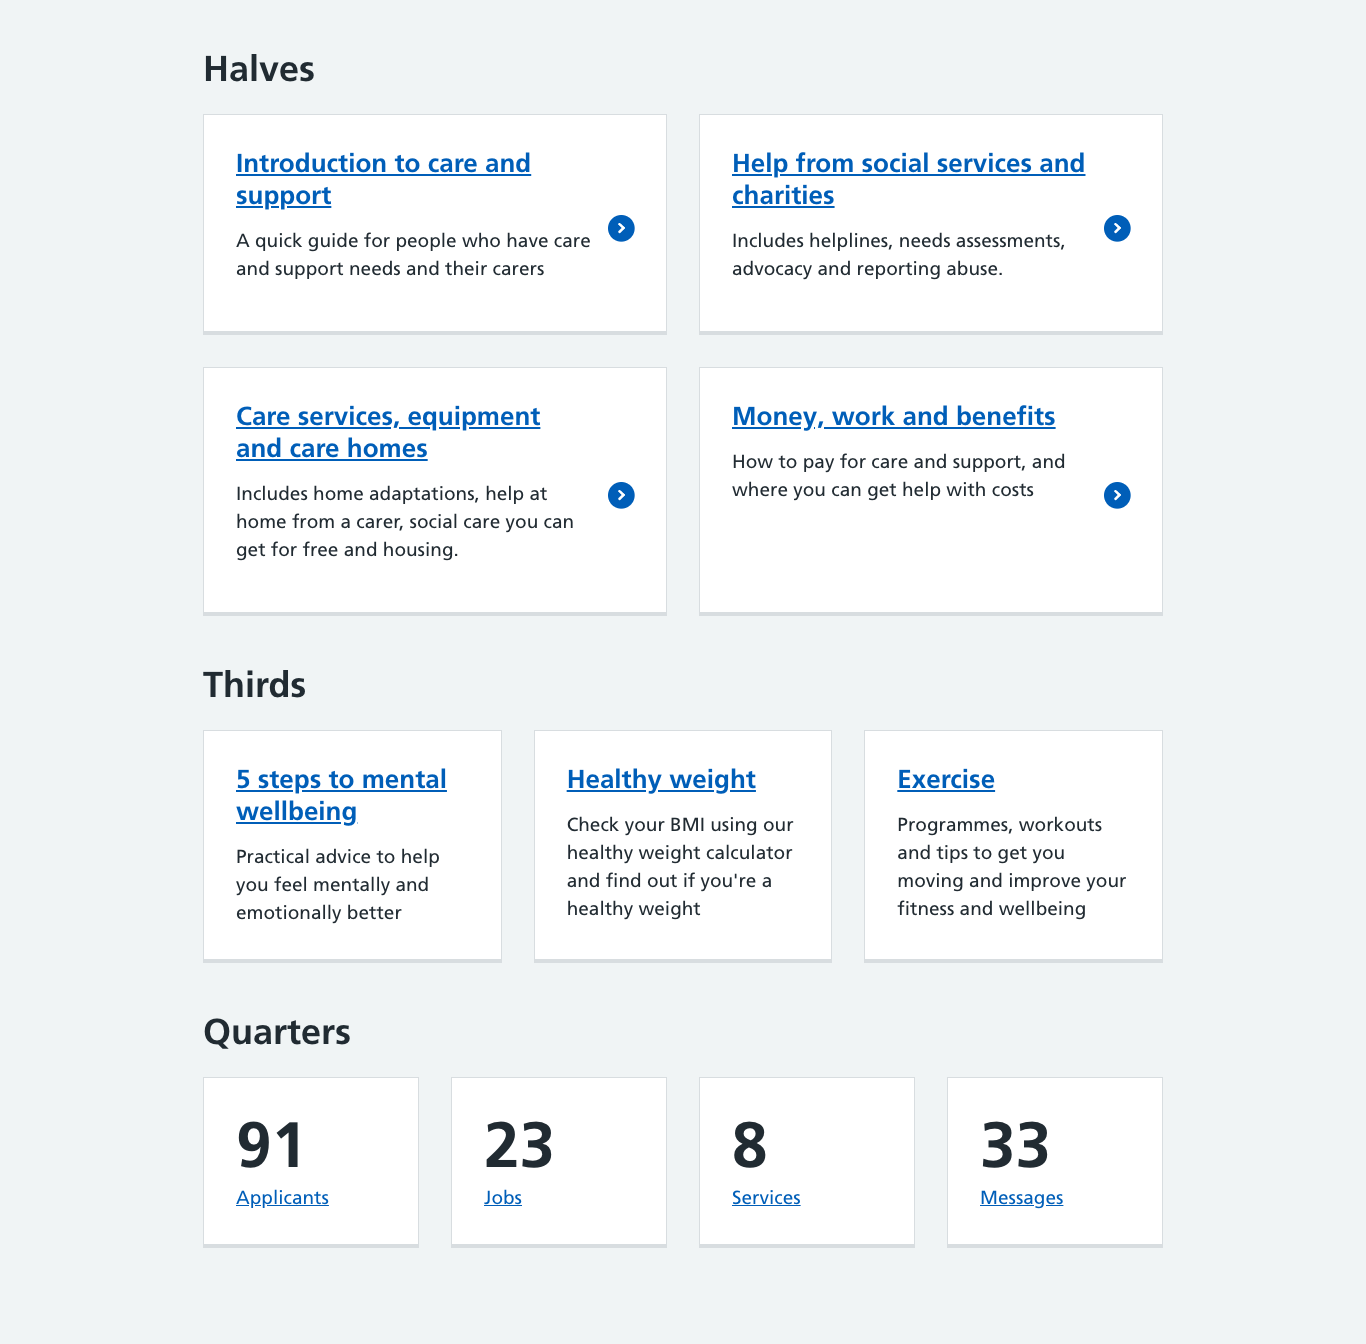 Halves
Introduction to care and
support
A quick guide for people who have care
and support needs and their carers
Help from social services and
charities
Includes helplines, needs assessments,
advocacy and reporting abuse.
Care services, equipment
and care homes
Includes home adaptations, help at
home from a carer, social care you can
get for free and housing.
Money, work and benefits
How to pay for care and support, and
where you can get help with costs
Thirds
5 steps to mental
wellbeing
Practical advice to help
you feel mentally and
emotionally better
Healthy weight
Check your BMI using our
healthy weight calculator
and find out if you're a
healthy weight
Exercise
Programmes, workouts
and tips to get you
moving and improve your
fitness and wellbeing
Quarters
91
Applicants
23
Jobs
8
Services
33
Messages